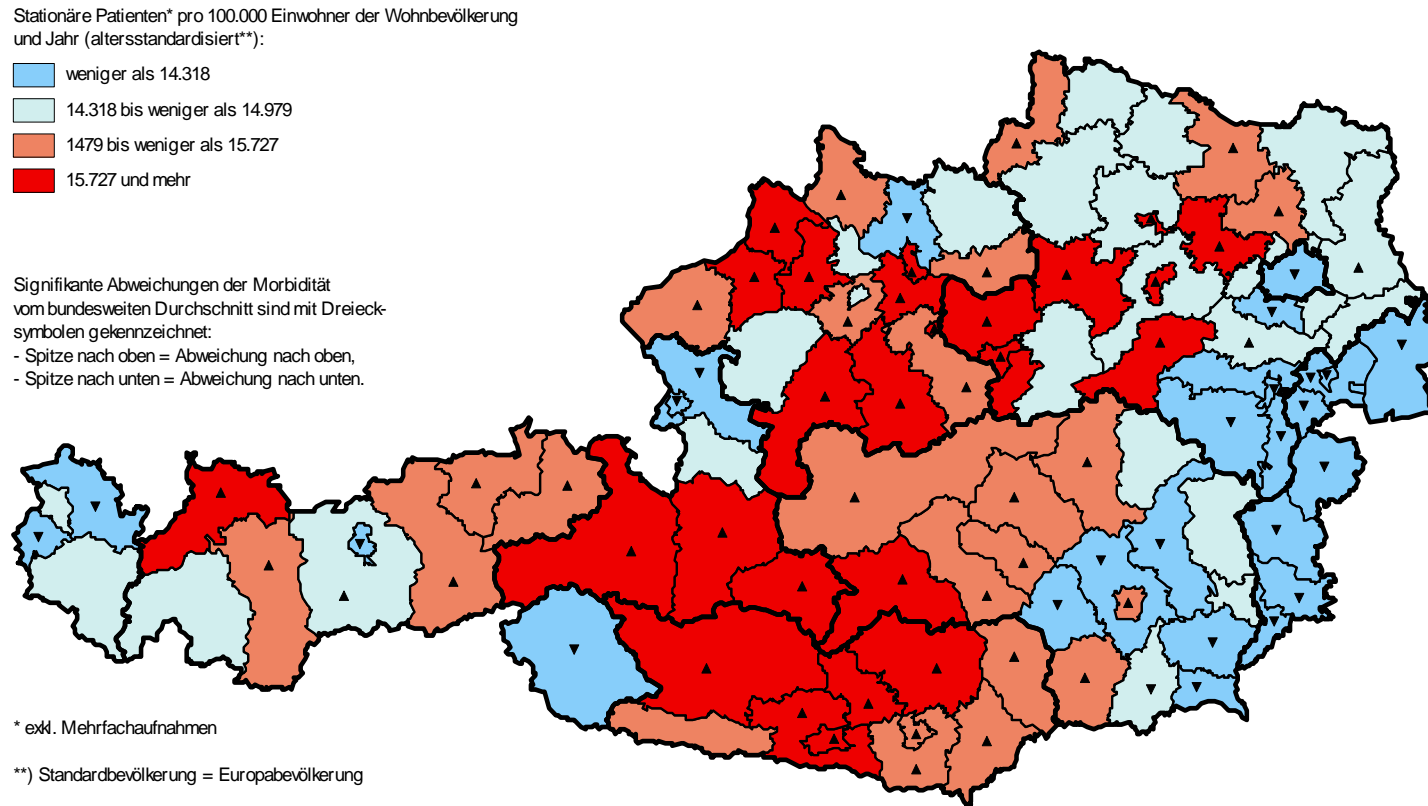 Stationäre Patienten* pro 100.000 Einwohner der Wohnbevölkerung
und Jahr (altersstandardisiert**):
weniger als 14.318
14.318 bis weniger als 14.979
1479 bis weniger als 15.727
15.727 und mehr
Signifikante Abweichungen der Morbidität
vom bundesweiten Durchschnitt sind mit Dreieck-
symbolen gekennzeichnet:
- Spitze nach oben = Abweichung nach oben,
- Spitze nach unten = Abweichung nach unten.
* exkl. Mehrfachaufnahmen
**) Standardbevölkerung = Europabevölkerung